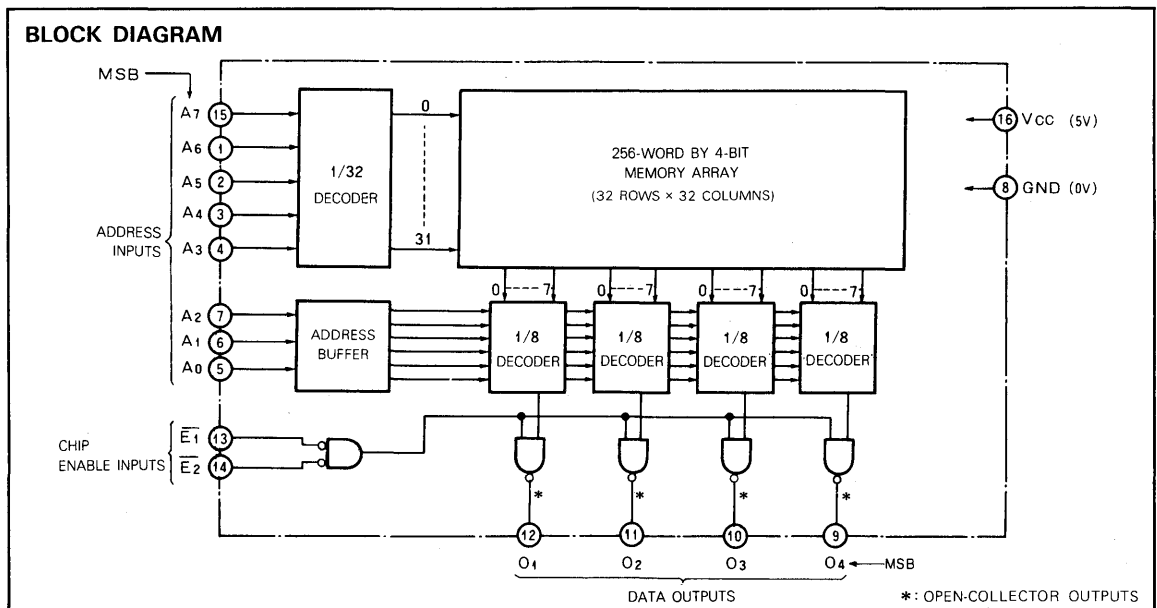 BLOCK DIAGRAM
MSB
A7 15
A6 1
A5 2
A4 3
A3 4
ADDRESS
INPUTS
A2 7
A1 6
A0 5
1/32
DECODER
0
31
256-WORD BY 4-BIT
MEMORY ARRAY
(32 ROWS × 32 COLUMNS)
16 VCC (5V)
8 GND (0V)
0 7 0 7 0 7 0 7
ADDRESS
BUFFER
1/8
DECODER
1/8
DECODER
1/8
DECODER
1/8
DECODER
CHIP
ENABLE INPUTS
E̅1̅ 13
E̅2̅ 14
* * * *
12 11 10 9
O1 O2 O3 O4 MSB
DATA OUTPUTS
*: OPEN-COLLECTOR OUTPUTS